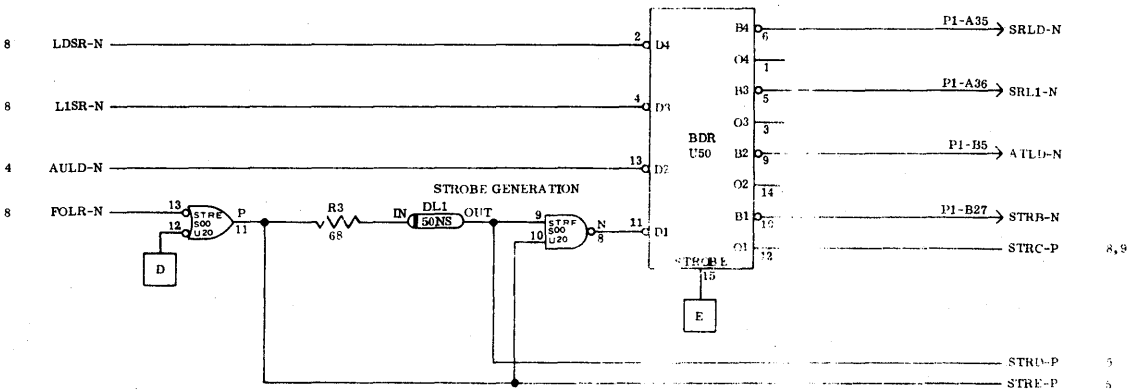 8 LDSR-N 2 D4 B4 6 P1-A35 SRLD-N
O4 1
8 L1SR-N 4 D3 B3 5 P1-A36 SRL1-N
O3 3
BDR
U50
4 AULD-N 13 D2 B2 9 P1-B5 ATLD-N
O2 14
STROBE GENERATION
8 FOLR-N 13 12 STRE S00 U20 P 11
R3 68
IN DL1 50NS OUT
9 10 STRF S00 U20 N 8
11 D1 B1 10 P1-B27 STRB-N
O1 12 STRC-P 8,9
STROBE
15
D
E
STRD-P 5
STRE-P 5